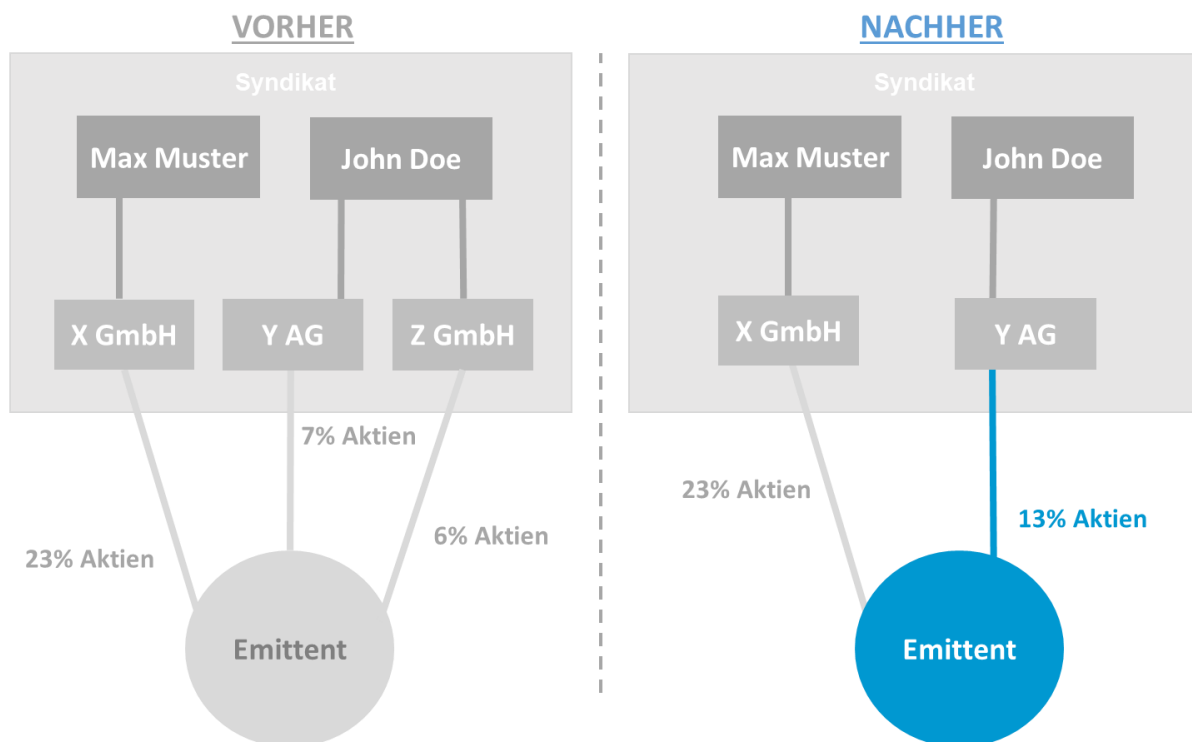 VORHER
Syndikat
Max Muster
John Doe
X GmbH
Y AG
Z GmbH
7% Aktien
6% Aktien
23% Aktien
Emittent
NACHHER
Syndikat
Max Muster
John Doe
X GmbH
Y AG
23% Aktien
13% Aktien
Emittent